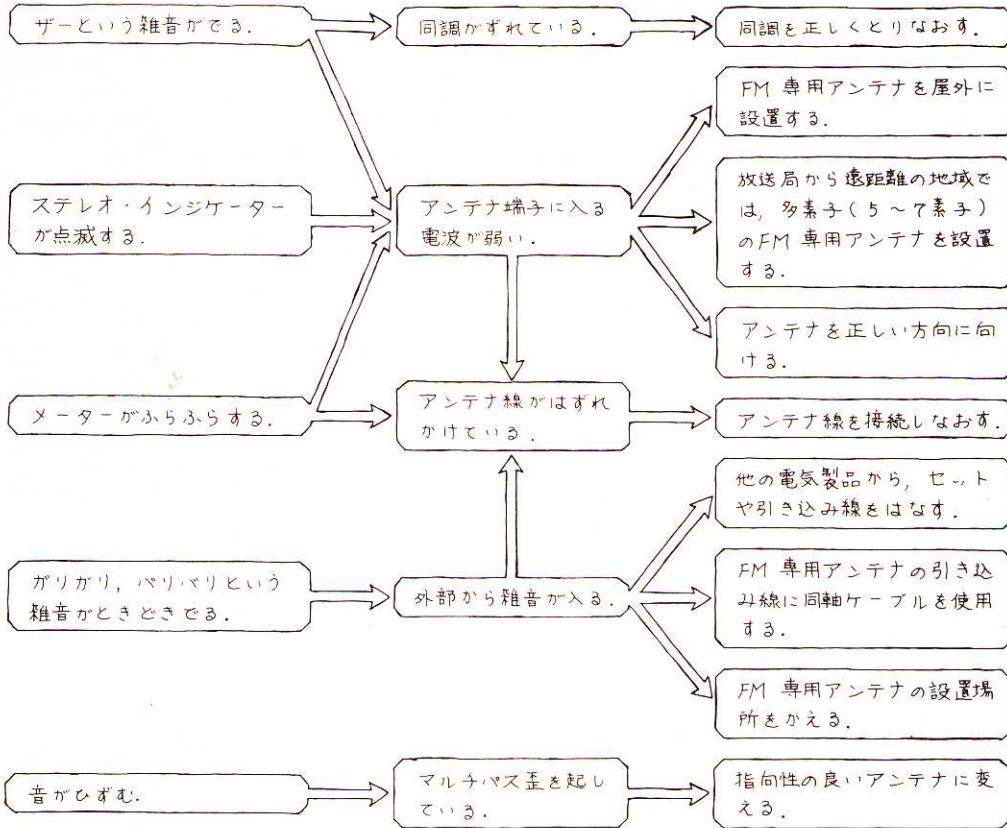 ザーという雑音がでる.
同調がずれている.
同調を正しくとりなおす.
FM 専用アンテナを屋外に
設置する.
ステレオ・インジケーター
が点滅する.
アンテナ端子に入る
電波が弱い.
放送局から遠距離の地域で
は, 多素子(5~7素子)
のFM 専用アンテナを設置
する.
アンテナを正しい方向に向
ける.
メーターがふらふらする.
アンテナ線がはずれ
かけている.
アンテナ線を接続しなおす.
他の電気製品から, セット
や引き込み線をはなす.
ガリガリ, バリバリという
雑音がときどきでる.
外部から雑音が入る.
FM 専用アンテナの引き込
み線に同軸ケーブルを使用
する.
FM 専用アンテナの設置場
所をかえる.
音がひずむ.
マルチパス歪を起し
ている.
指向性の良いアンテナに変
える.